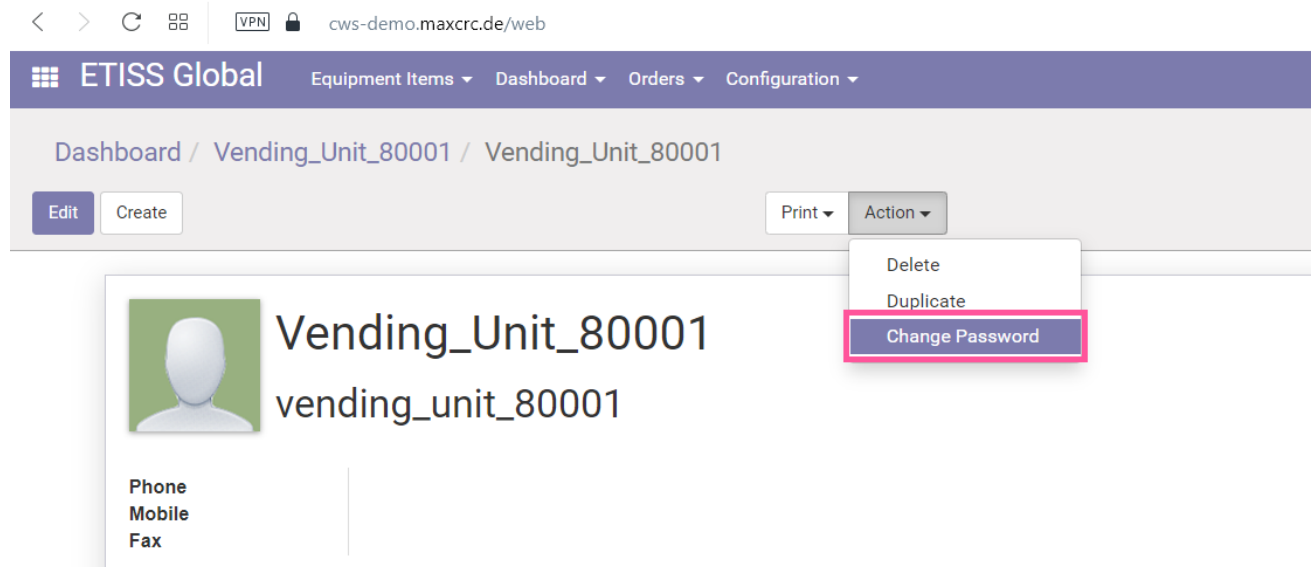 VPN cws-demo.maxcrc.de/web
ETISS Global Equipment Items Dashboard Orders Configuration
Dashboard / Vending_Unit_80001 / Vending_Unit_80001
Edit Create Print Action
Delete
Duplicate
Change Password
Vending_Unit_80001
vending_unit_80001
Phone
Mobile
Fax